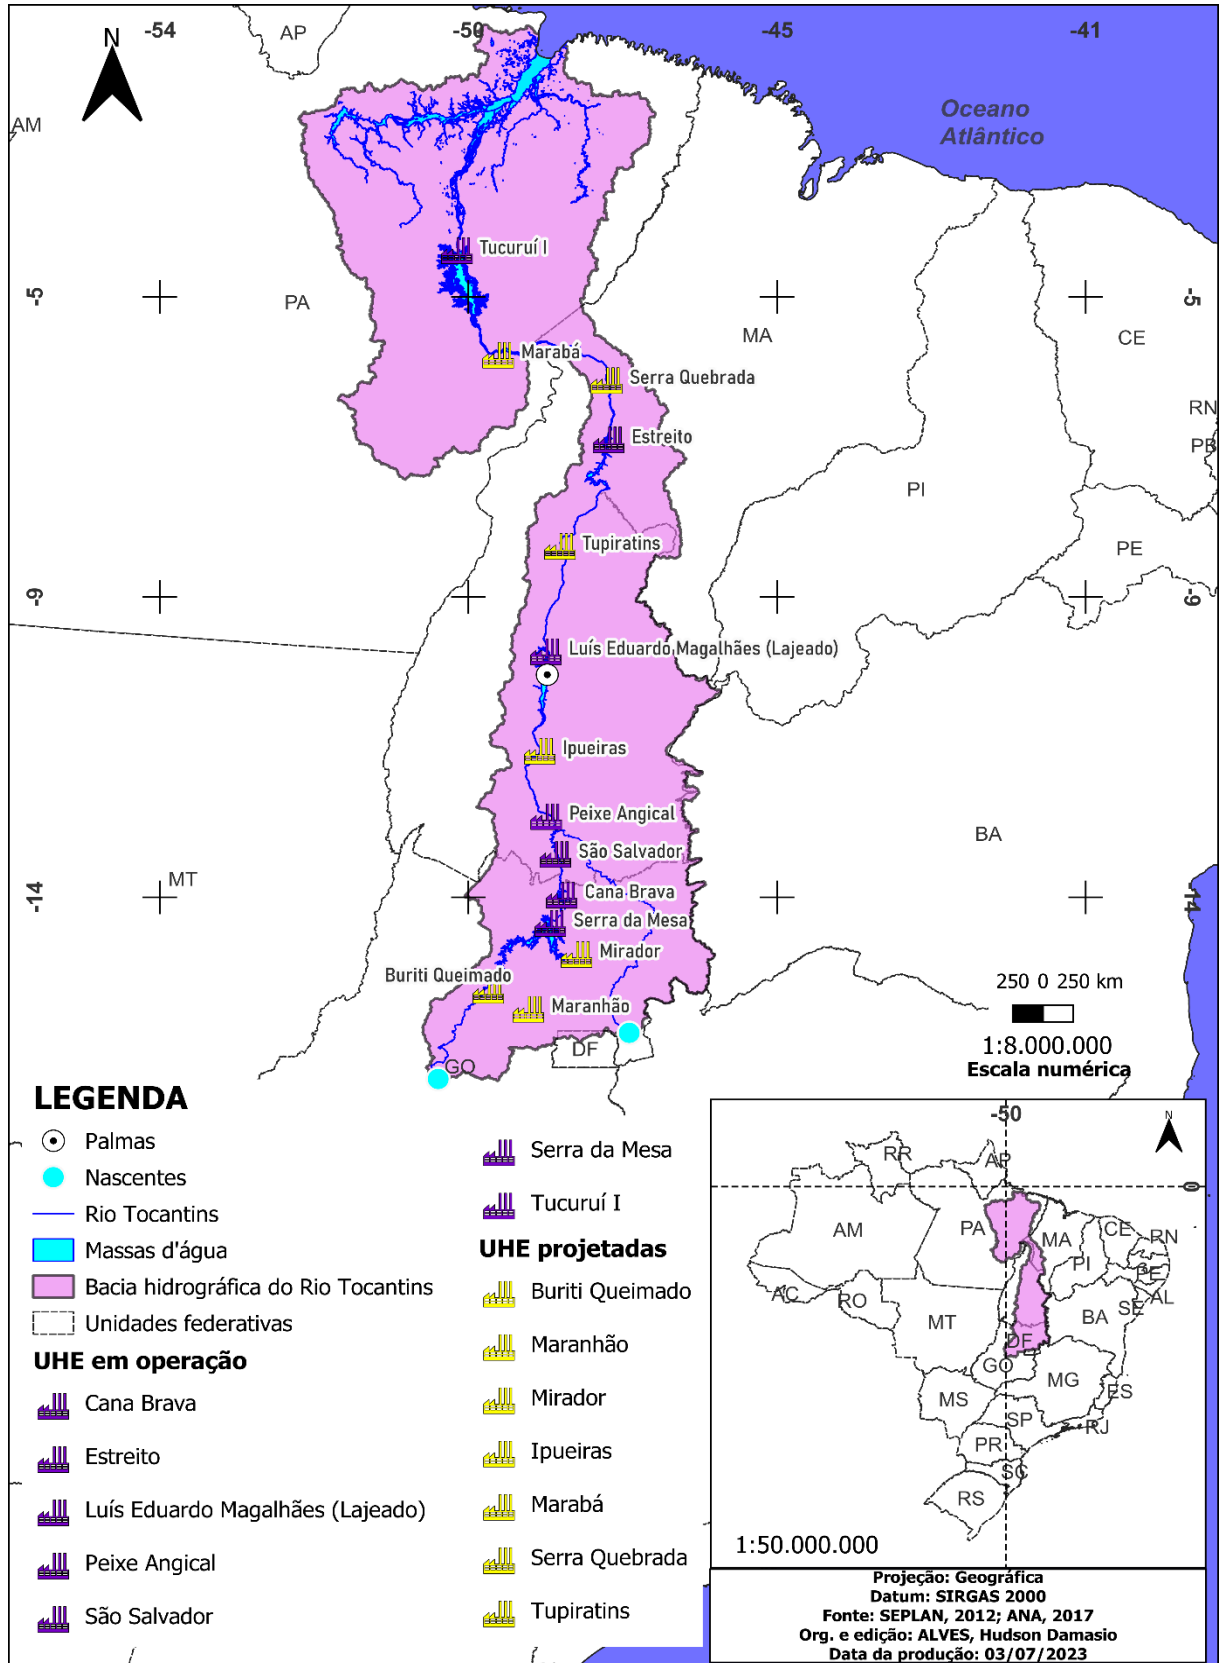 -54
-50
-45
-41
N
AP
AM
Oceano
Atlântico
Tucuruí I
-5
-5
PA
MA
CE
Marabá
Serra Quebrada
RN
Estreito
PB
PI
Tupiratins
PE
-9
-9
Luís Eduardo Magalhães (Lajeado)
Ipueiras
Peixe Angical
BA
São Salvador
MT
-14
-14
Cana Brava
Serra da Mesa
Mirador
Buriti Queimado
Maranhão
DF
GO
250 0 250 km
1:8.000.000
Escala numérica
LEGENDA
Palmas
Nascentes
Rio Tocantins
Massas d'água
Bacia hidrográfica do Rio Tocantins
Unidades federativas
UHE em operação
Cana Brava
Estreito
Luís Eduardo Magalhães (Lajeado)
Peixe Angical
São Salvador
Serra da Mesa
Tucuruí I
UHE projetadas
Buriti Queimado
Maranhão
Mirador
Ipueiras
Marabá
Serra Quebrada
Tupiratins
-50
N
0
RR
AP
AM
PA
MA
CE
RN
PI
PE
AC
RO
AL
SE
MT
BA
DF
GO
MG
ES
MS
SP
RJ
PR
SC
RS
1:50.000.000
Projeção: Geográfica
Datum: SIRGAS 2000
Fonte: SEPLAN, 2012; ANA, 2017
Org. e edição: ALVES, Hudson Damasio
Data da produção: 03/07/2023